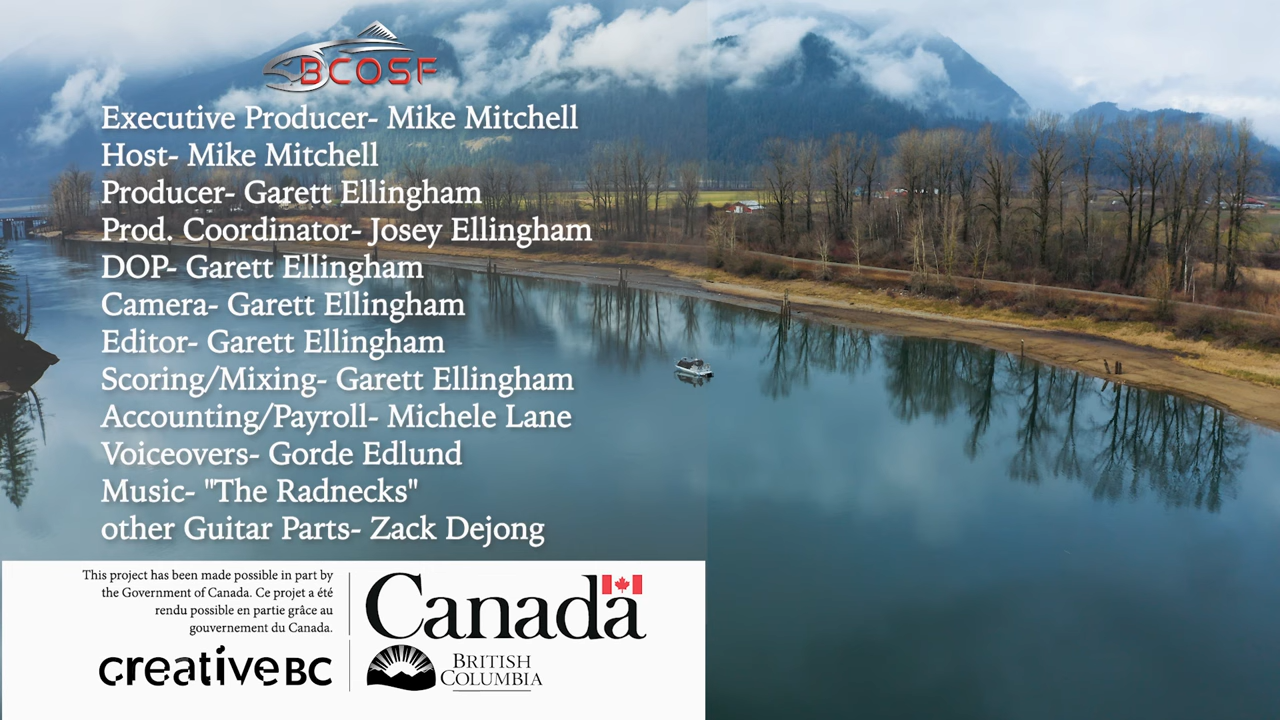 BCOSF
Executive Producer- Mike Mitchell
Host- Mike Mitchell
Producer- Garett Ellingham
Prod. Coordinator- Josey Ellingham
DOP- Garett Ellingham
Camera- Garett Ellingham
Editor- Garett Ellingham
Scoring/Mixing- Garett Ellingham
Accounting/Payroll- Michele Lane
Voiceovers- Gorde Edlund
Music- "The Radnecks"
other Guitar Parts- Zack Dejong
This project has been made possible in part by
the Government of Canada. Ce projet a été
rendu possible en partie grâce au
gouvernement du Canada.
Canada
creativeBC
BRITISH
COLUMBIA